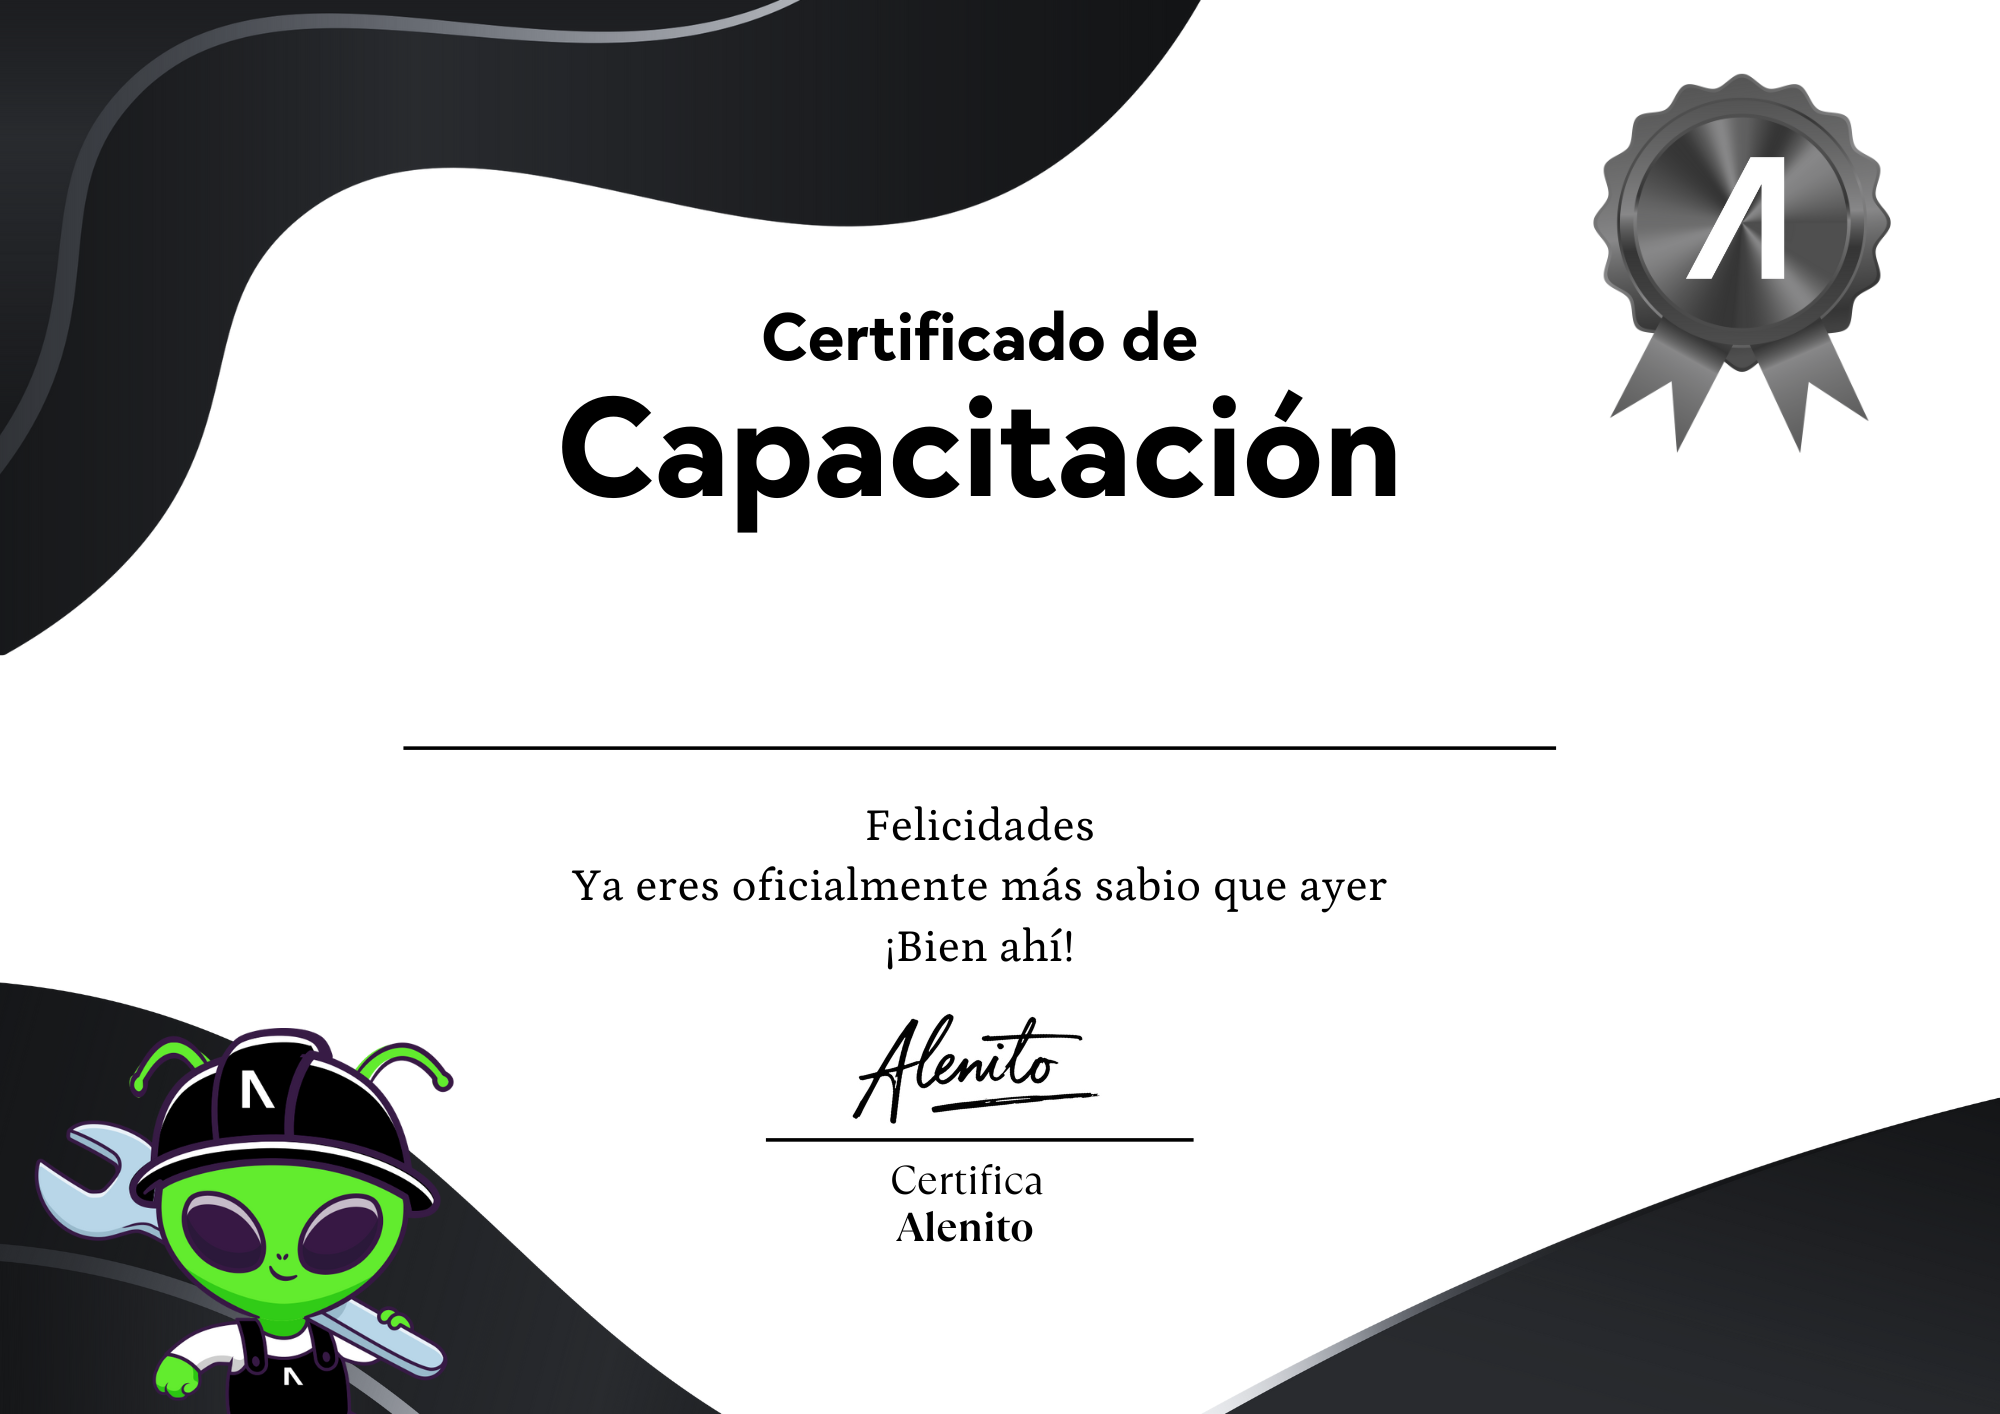 Certificado de
Capacitación
Felicidades
Ya eres oficialmente más sabio que ayer
¡Bien ahí!
Alenito
Certifica
Alenito